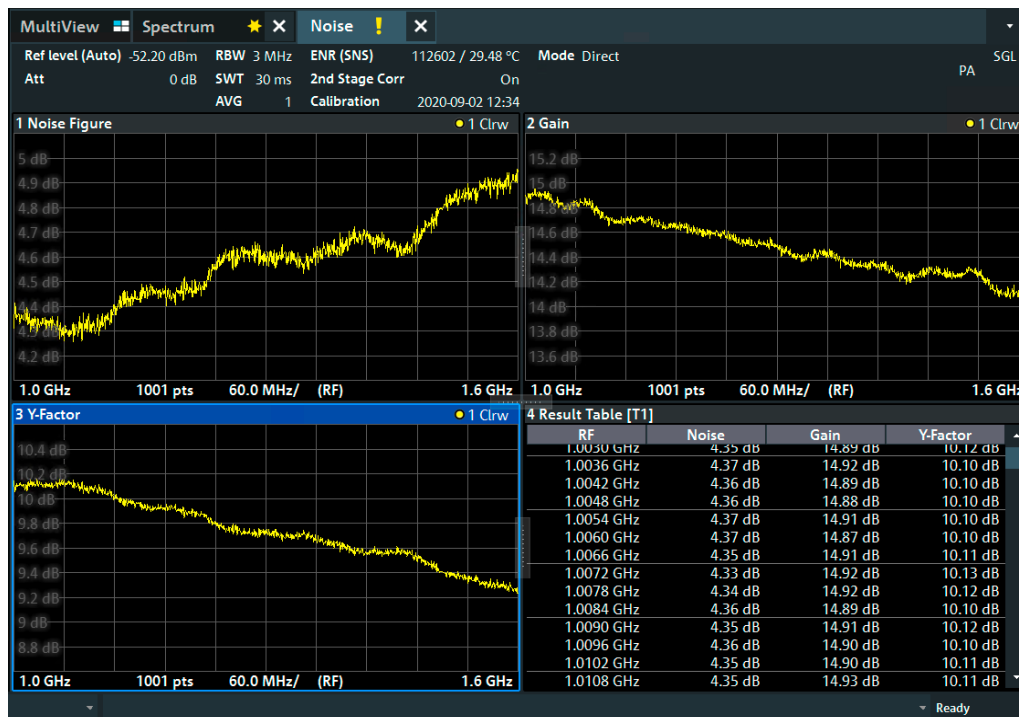 MultiView Spectrum Noise
Ref level (Auto) -52.20 dBm RBW 3 MHz ENR (SNS) 112602 / 29.48 °C Mode Direct SGL
Att 0 dB SWT 30 ms 2nd Stage Corr On PA
AVG 1 Calibration 2020-09-02 12:34
1 Noise Figure 1 Clrw
5 dB
4.9 dB
4.8 dB
4.7 dB
4.6 dB
4.5 dB
4.4 dB
4.3 dB
4.2 dB
1.0 GHz 1001 pts 60.0 MHz/ (RF) 1.6 GHz
2 Gain 1 Clrw
15.2 dB
15 dB
14.8 dB
14.6 dB
14.4 dB
14.2 dB
14 dB
13.8 dB
13.6 dB
1.0 GHz 1001 pts 60.0 MHz/ (RF) 1.6 GHz
3 Y-Factor 1 Clrw
10.4 dB
10.2 dB
10 dB
9.8 dB
9.6 dB
9.4 dB
9.2 dB
9 dB
8.8 dB
1.0 GHz 1001 pts 60.0 MHz/ (RF) 1.6 GHz
4 Result Table [T1]
RF Noise Gain Y-Factor
1.0030 GHz 4.35 dB 14.89 dB 10.12 dB
1.0036 GHz 4.37 dB 14.92 dB 10.10 dB
1.0042 GHz 4.36 dB 14.89 dB 10.10 dB
1.0048 GHz 4.36 dB 14.88 dB 10.10 dB
1.0054 GHz 4.37 dB 14.91 dB 10.10 dB
1.0060 GHz 4.37 dB 14.87 dB 10.10 dB
1.0066 GHz 4.35 dB 14.91 dB 10.11 dB
1.0072 GHz 4.33 dB 14.92 dB 10.13 dB
1.0078 GHz 4.34 dB 14.92 dB 10.12 dB
1.0084 GHz 4.36 dB 14.89 dB 10.10 dB
1.0090 GHz 4.35 dB 14.91 dB 10.12 dB
1.0096 GHz 4.36 dB 14.90 dB 10.10 dB
1.0102 GHz 4.35 dB 14.90 dB 10.11 dB
1.0108 GHz 4.35 dB 14.93 dB 10.11 dB
Ready